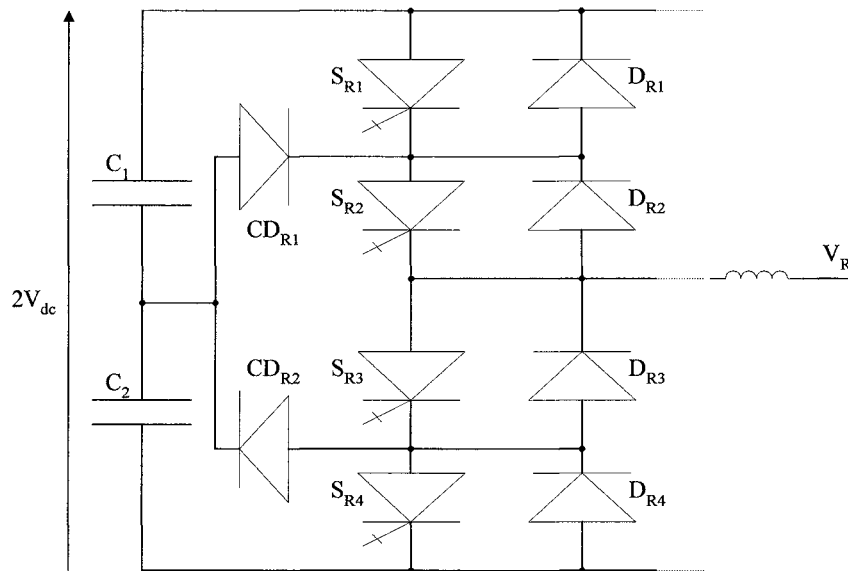 S_R1
D_R1
C_1
S_R2
D_R2
CD_R1
V_R
2V_dc
CD_R2
S_R3
D_R3
C_2
S_R4
D_R4